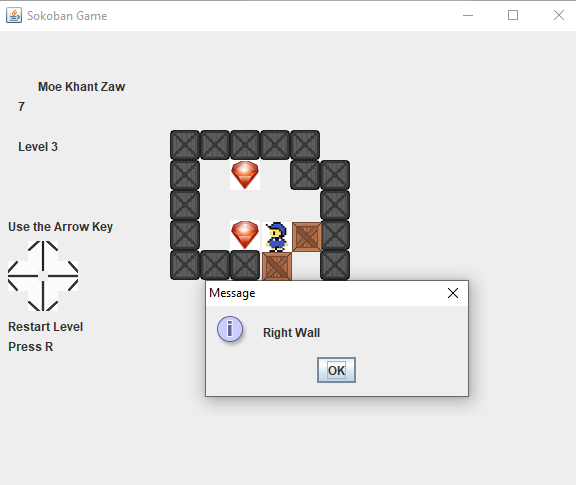 Sokoban Game
Moe Khant Zaw
7
Level 3
Use the Arrow Key
Restart Level
Press R
Message
i
Right Wall
OK